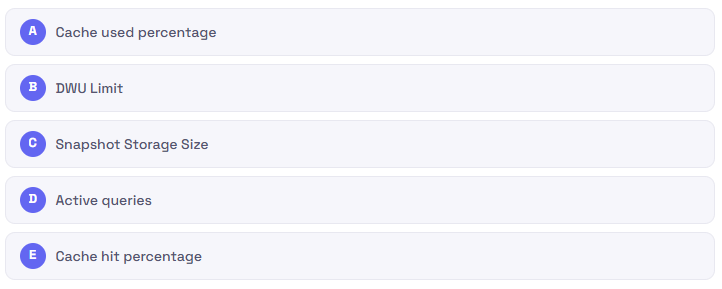 A Cache used percentage
B DWU Limit
C Snapshot Storage Size
D Active queries
E Cache hit percentage